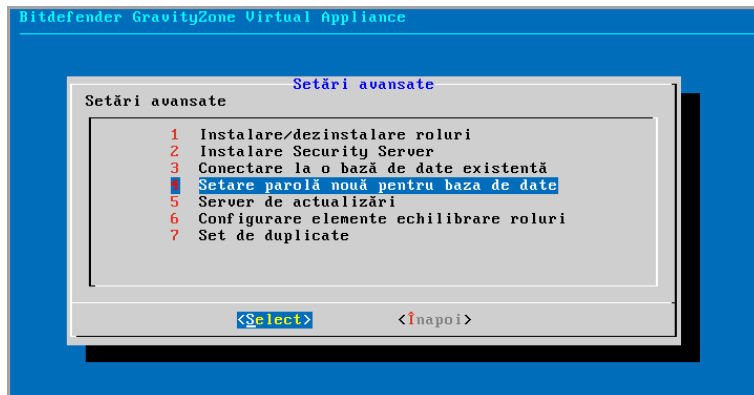 Bitdefender GravityZone Virtual Appliance
Setări avansate
Setări avansate
1 Instalare/dezinstalare roluri
2 Instalare Security Server
3 Conectare la o bază de date existentă
4 Setare parolă nouă pentru baza de date
5 Server de actualizări
6 Configurare elemente echilibrare roluri
7 Set de duplicate
<Select> <Înapoi>